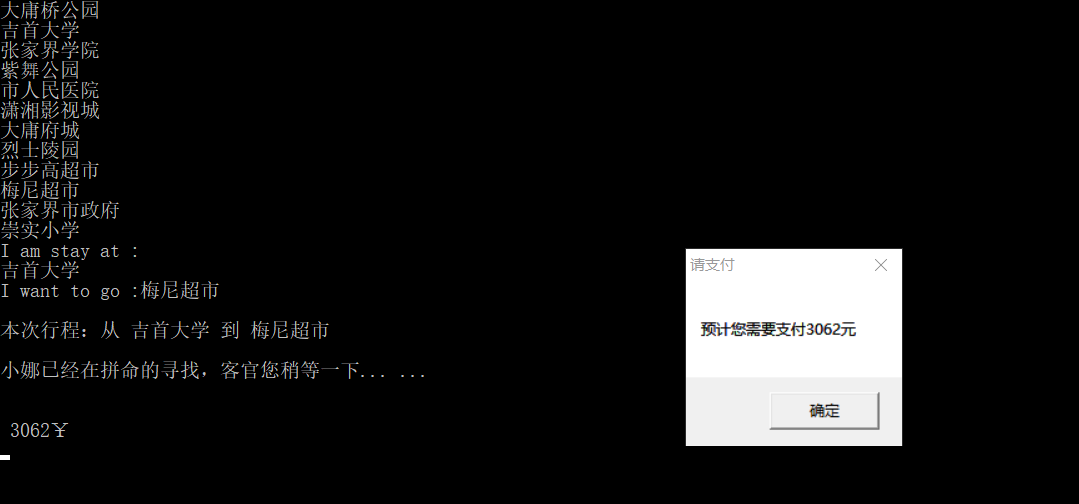 大庸桥公园
吉首大学
张家界学院
紫舞公园
市人民医院
潇湘影视城
大庸府城
烈士陵园
步步高超市
梅尼超市
张家界市政府
崇实小学
I am stay at :
吉首大学
I want to go :梅尼超市
本次行程: 从 吉首大学 到 梅尼超市
小娜已经在拼命的寻找，客官您稍等一下... ...
3062￥
请支付
预计您需要支付3062元
确定